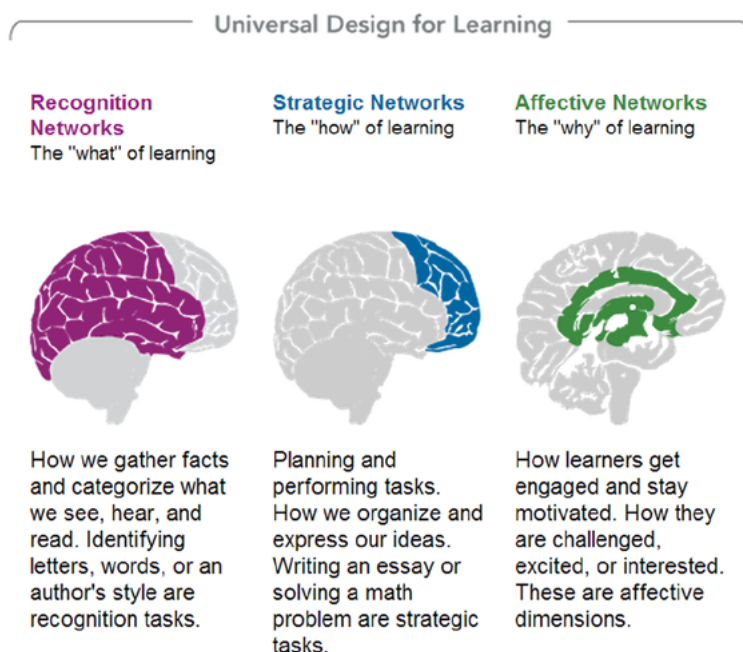 Universal Design for Learning
Recognition
Networks
The "what" of learning
Strategic Networks
The "how" of learning
Affective Networks
The "why" of learning
How we gather facts
and categorize what
we see, hear, and
read. Identifying
letters, words, or an
author's style are
recognition tasks.
Planning and
performing tasks.
How we organize and
express our ideas.
Writing an essay or
solving a math
problem are strategic
tasks.
How learners get
engaged and stay
motivated. How they
are challenged,
excited, or interested.
These are affective
dimensions.